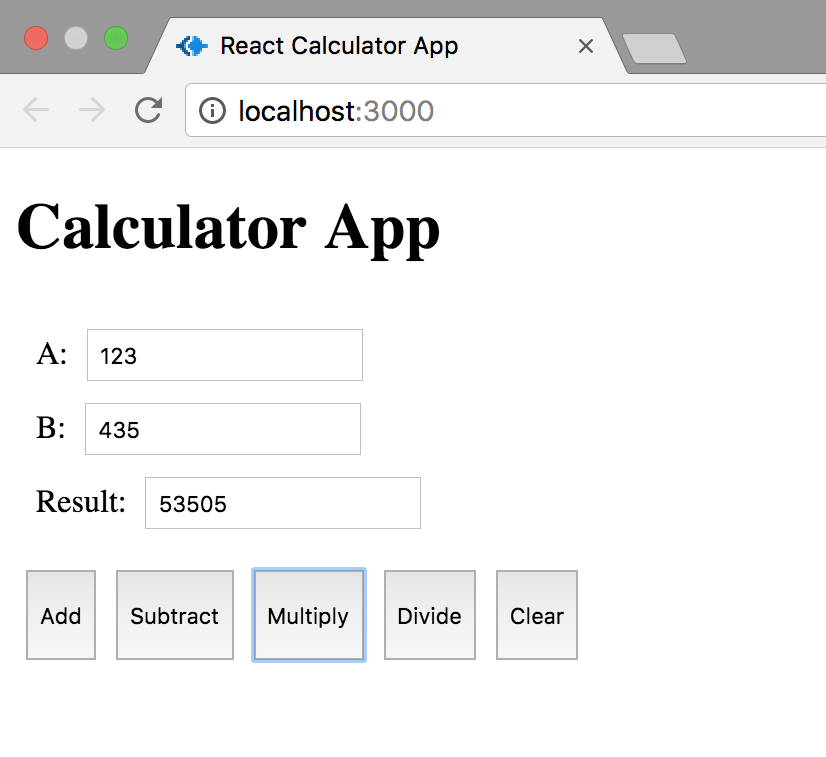 React Calculator App
localhost:3000
Calculator App
A: 123
B: 435
Result: 53505
Add Subtract Multiply Divide Clear